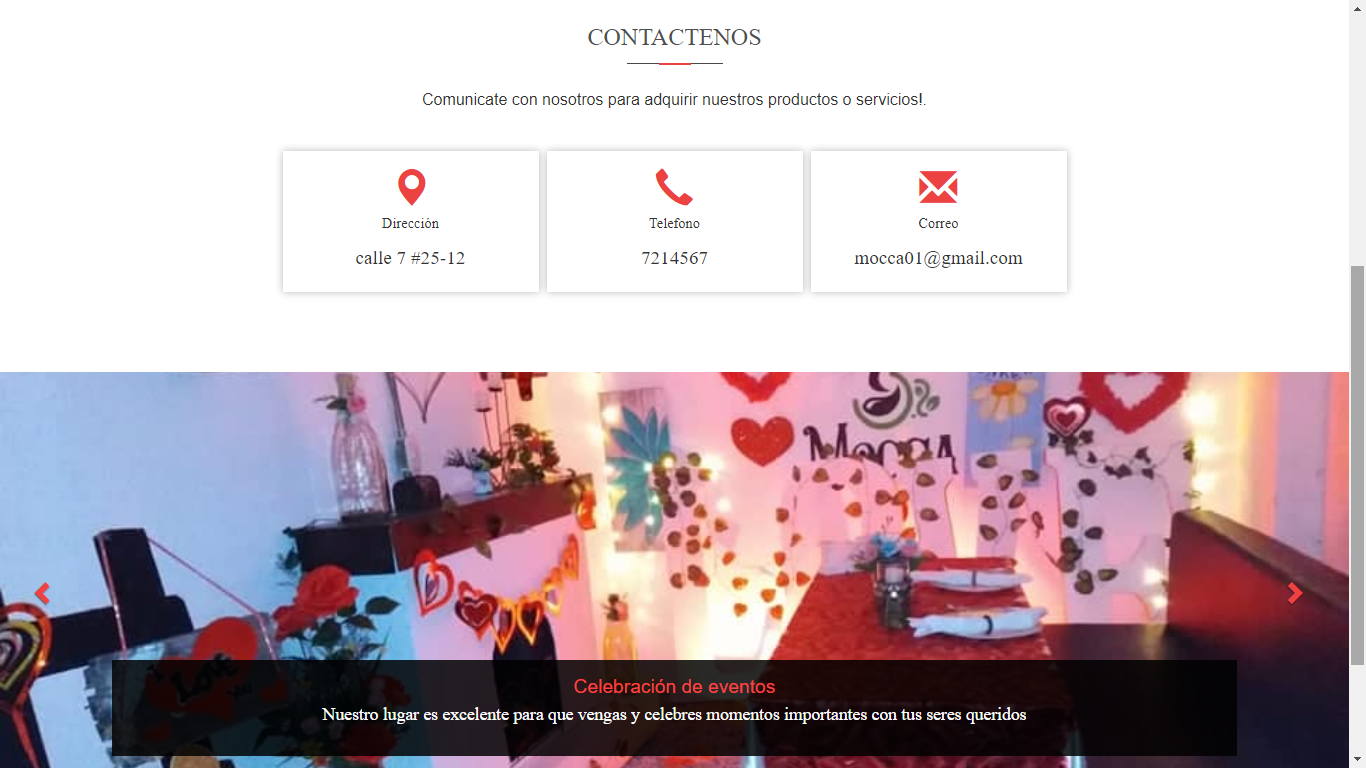 CONTACTENOS
Comunicate con nosotros para adquirir nuestros productos o servicios!.
Dirección
calle 7 #25-12
Telefono
7214567
Correo
mocca01@gmail.com
MOCCA
Love
Celebración de eventos
Nuestro lugar es excelente para que vengas y celebres momentos importantes con tus seres queridos